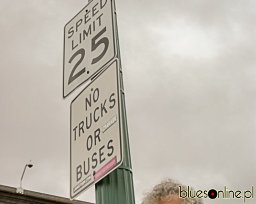 SPEED
LIMIT
25
NO
TRUCKS
OR
BUSES
bluesonline.pl